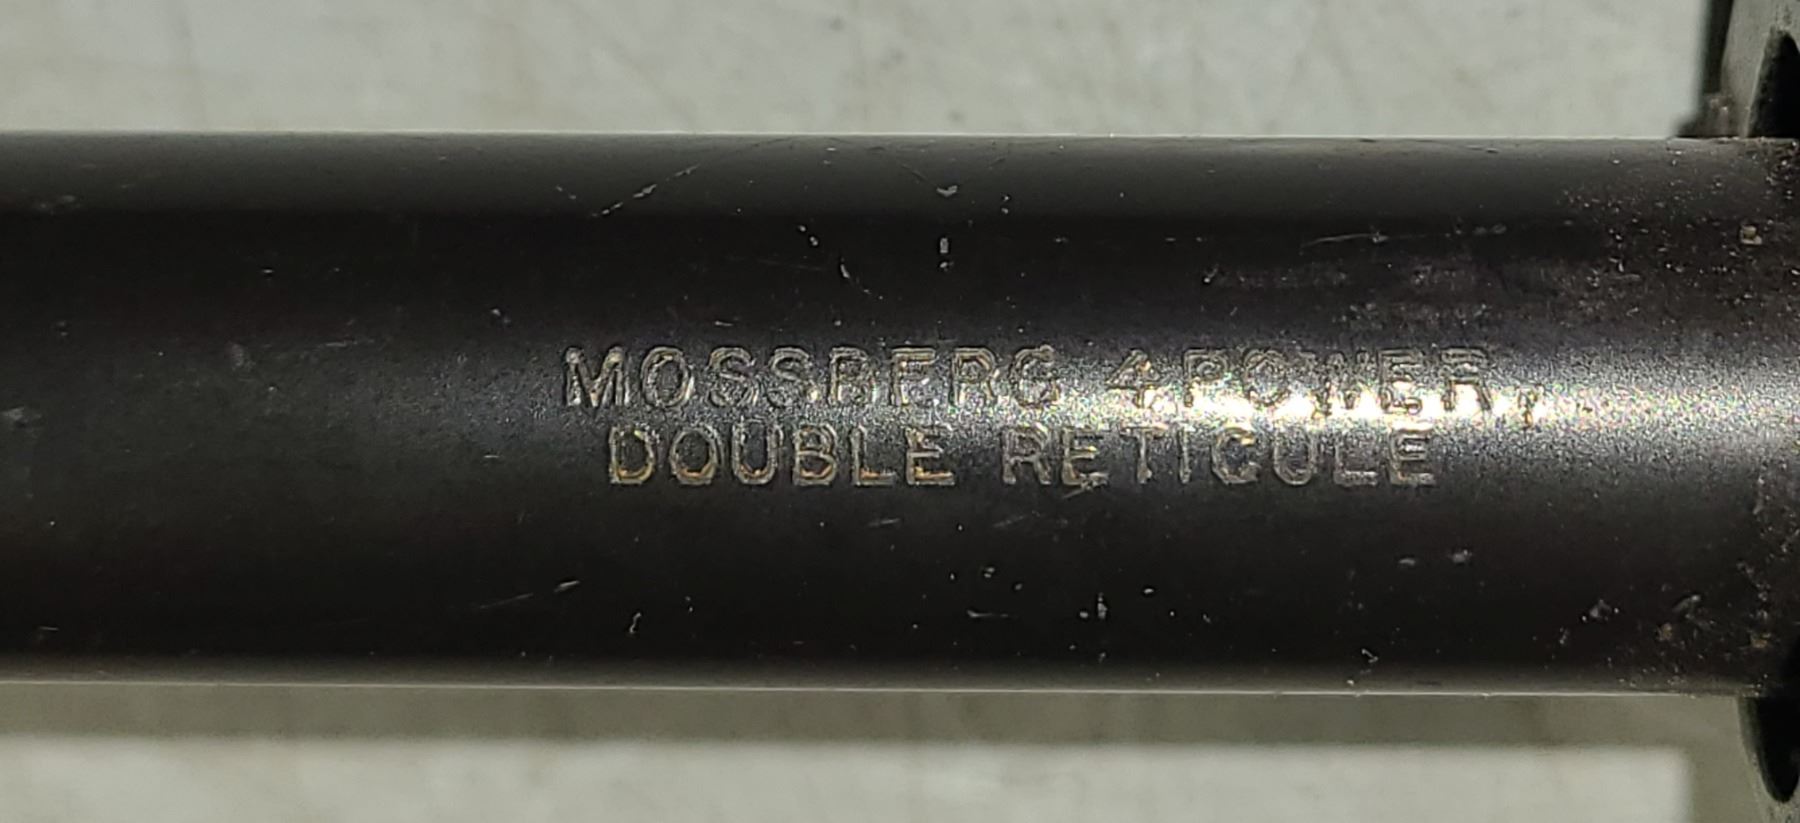 MOSSBERG 4 POWER,
DOUBLE RETICULE